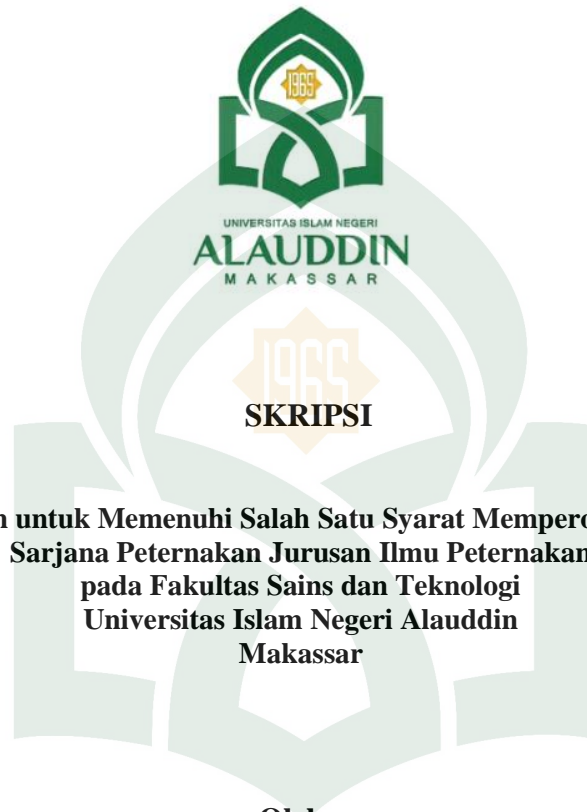 1965
UNIVERSITAS ISLAM NEGERI
ALAUDDIN
MAKASSAR
1965
SKRIPSI
untuk Memenuhi Salah Satu Syarat
Sarjana Peternakan Jurusan Ilmu Peternakan
pada Fakultas Sains dan Teknologi
Universitas Islam Negeri Alauddin
Makassar